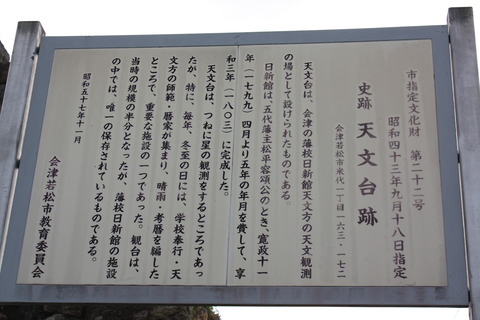 市指定文化財 第二十二号
昭和四十三年九月十八日指定
史跡 天文台跡
会津若松市米代一丁目一六三・一七二
天文台は、会津の藩校日新館天文方の天文観測
の場として設けられたものである。
日新館は、五代藩主松平容頌公のとき、寛政十一
年（一七九九）四月より五年の年月を費して、享
和三年（一八〇三）に完成した。
天文台は、つねに星の観測をするところであっ
たが、特に、毎年、冬至の日には、学校奉行・天
文方の師範・暦家が集まり、晴雨・考暦を編した
ところで、重要な施設の一つであった。観台は、
当時の規模の半分となったが、藩校日新館の施設
の中では、唯一の保存されているものである。
昭和五十七年十一月
会津若松市教育委員会